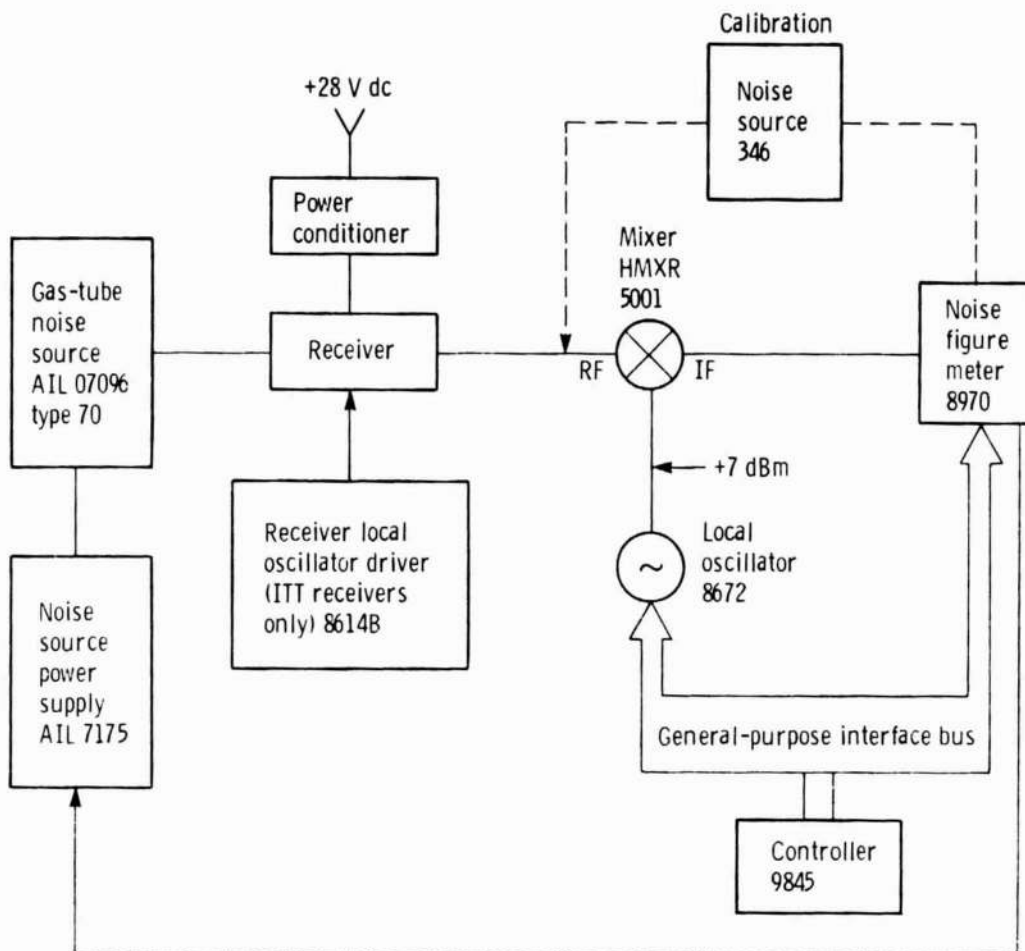 Calibration
Noise
source
346
+28 V dc
Power
conditioner
Mixer
HMXR
5001
Gas-tube
noise
source
AIL 07096
type 70
Receiver
RF
IF
Noise
figure
meter
8970
+7 dBm
Receiver local
oscillator driver
(ITT receivers
only) 8614B
Local
oscillator
8672
~
Noise
source
power
supply
AIL 7175
General-purpose interface bus
Controller
9845